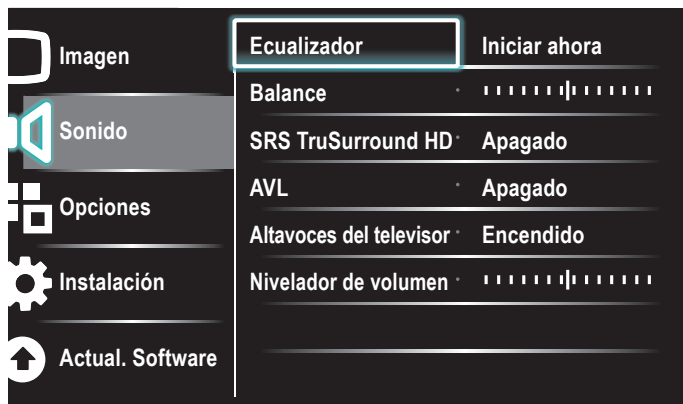 Imagen
Sonido
Opciones
Instalación
Actual. Software
Ecualizador Iniciar ahora
Balance
SRS TruSurround HD Apagado
AVL Apagado
Altavoces del televisor Encendido
Nivelador de volumen